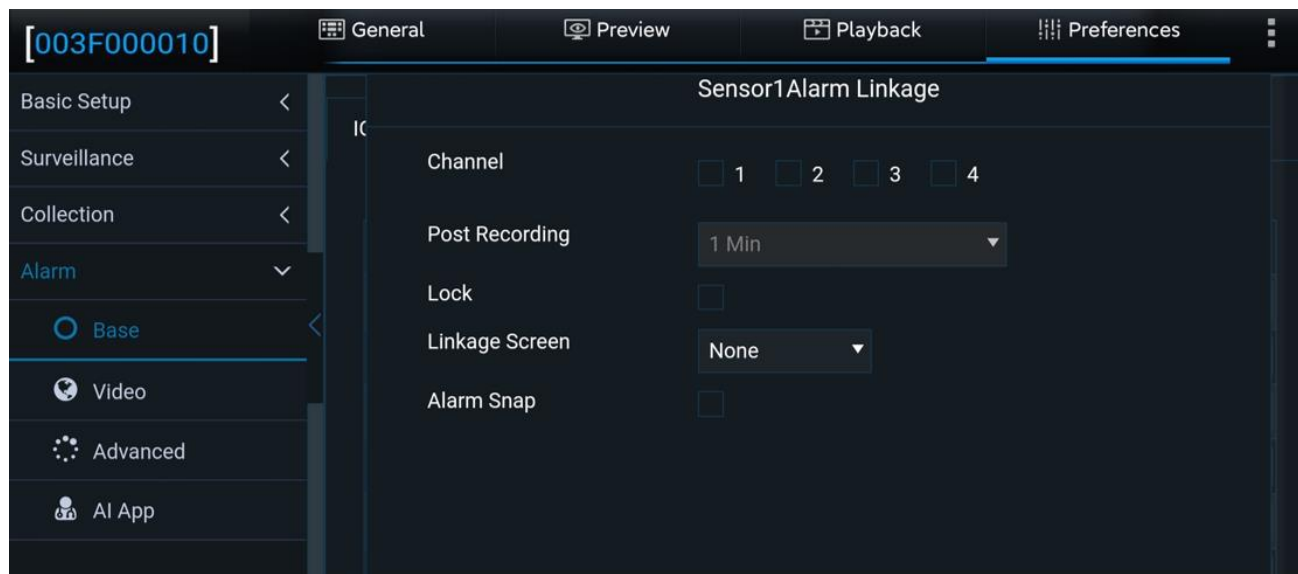 [003F000010]
General
Preview
Playback
Preferences
Basic Setup
Surveillance
Collection
Alarm
Base
Video
Advanced
AI App
Sensor1Alarm Linkage
Channel
1 2 3 4
Post Recording
1 Min
Lock
Linkage Screen
None
Alarm Snap